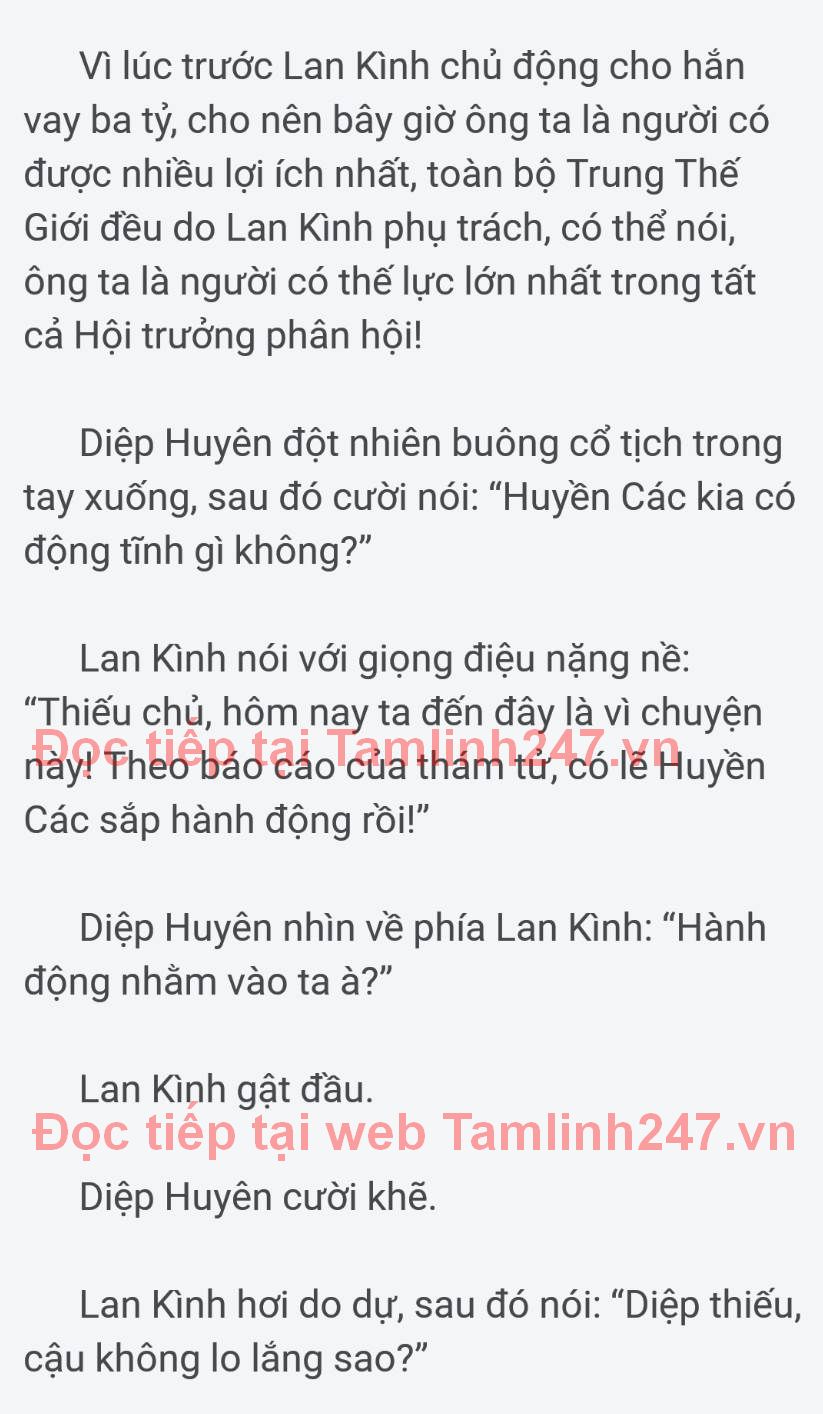 Vì lúc trước Lan Kình chủ động cho hắn
vay ba tỷ, cho nên bây giờ ông ta là người có
được nhiều lợi ích nhất, toàn bộ Trung Thế
Giới đều do Lan Kình phụ trách, có thể nói,
ông ta là người có thế lực lớn nhất trong tất
cả Hội trưởng phân hội!
Diệp Huyên đột nhiên buông cổ tịch trong
tay xuống, sau đó cười nói: “Huyền Các kia có
động tĩnh gì không?”
Lan Kình nói với giọng điệu nặng nề:
“Thiếu chủ, hôm nay ta đến đây là vì chuyện
Đọc tiếp tại Tamlinh247.vn
này! Theo báo cáo của thám tử, có lẽ Huyền
Các sắp hành động rồi!”
Diệp Huyên nhìn về phía Lan Kình: “Hành
động nhằm vào ta à?”
Lan Kình gật đầu.
Đọc tiếp tại web Tamlinh247.vn
Diệp Huyên cười khẽ.
Lan Kình hơi do dự, sau đó nói: “Diệp thiếu,
cậu không lo lắng sao?”